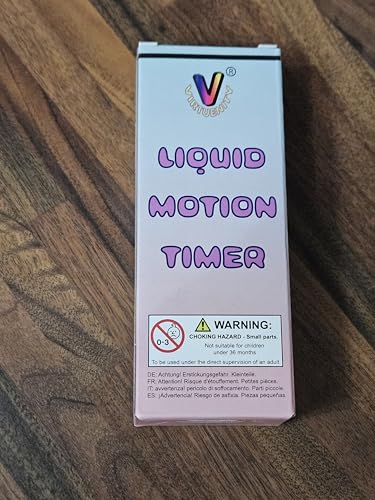 V®
LIQUID
MOTION
TIMER
0-3
WARNING:
CHOKING HAZARD - Small parts.
Not suitable for children
under 36 months
To be used under the direct supervision of an adult
DE: Achtung! Erstickungsgefahr. Kleinteile.
FR: Attention! Risque d'étouffement. Petites pièces.
IT: avvertenza! pericolo di soffocamento. Parti piccole.
ES: ¡Advertencia! Riesgo de asfixia. Piezas pequeñas.